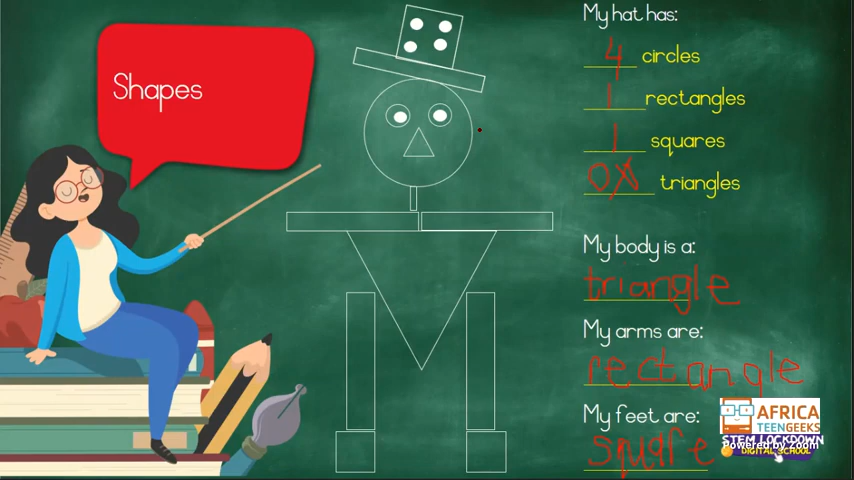 Shapes
My hat has:
4 circles
1 rectangles
1 squares
0X triangles
My body is a:
triangle
My arms are:
rectangle
My feet are:
square
AFRICA
TEENGEEKS
STEM LOCKDOWN
Powered by Zoom
DIGITAL SCHOOL